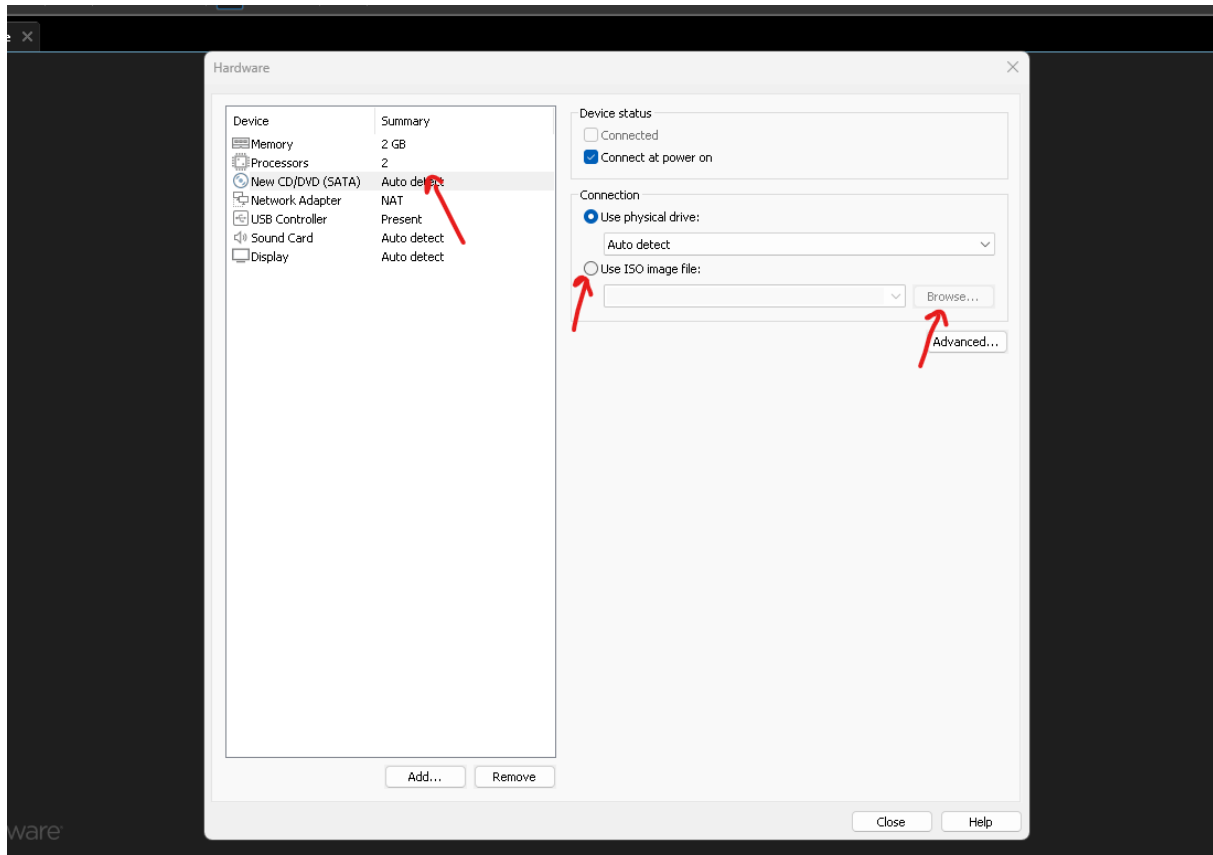 Hardware
Device Summary
Memory 2 GB
Processors 2
New CD/DVD (SATA) Auto detect
Network Adapter NAT
USB Controller Present
Sound Card Auto detect
Display Auto detect
Add... Remove
Device status
Connected
Connect at power on
Connection
Use physical drive:
Auto detect
Use ISO image file:
Browse...
Advanced...
Close Help
ware